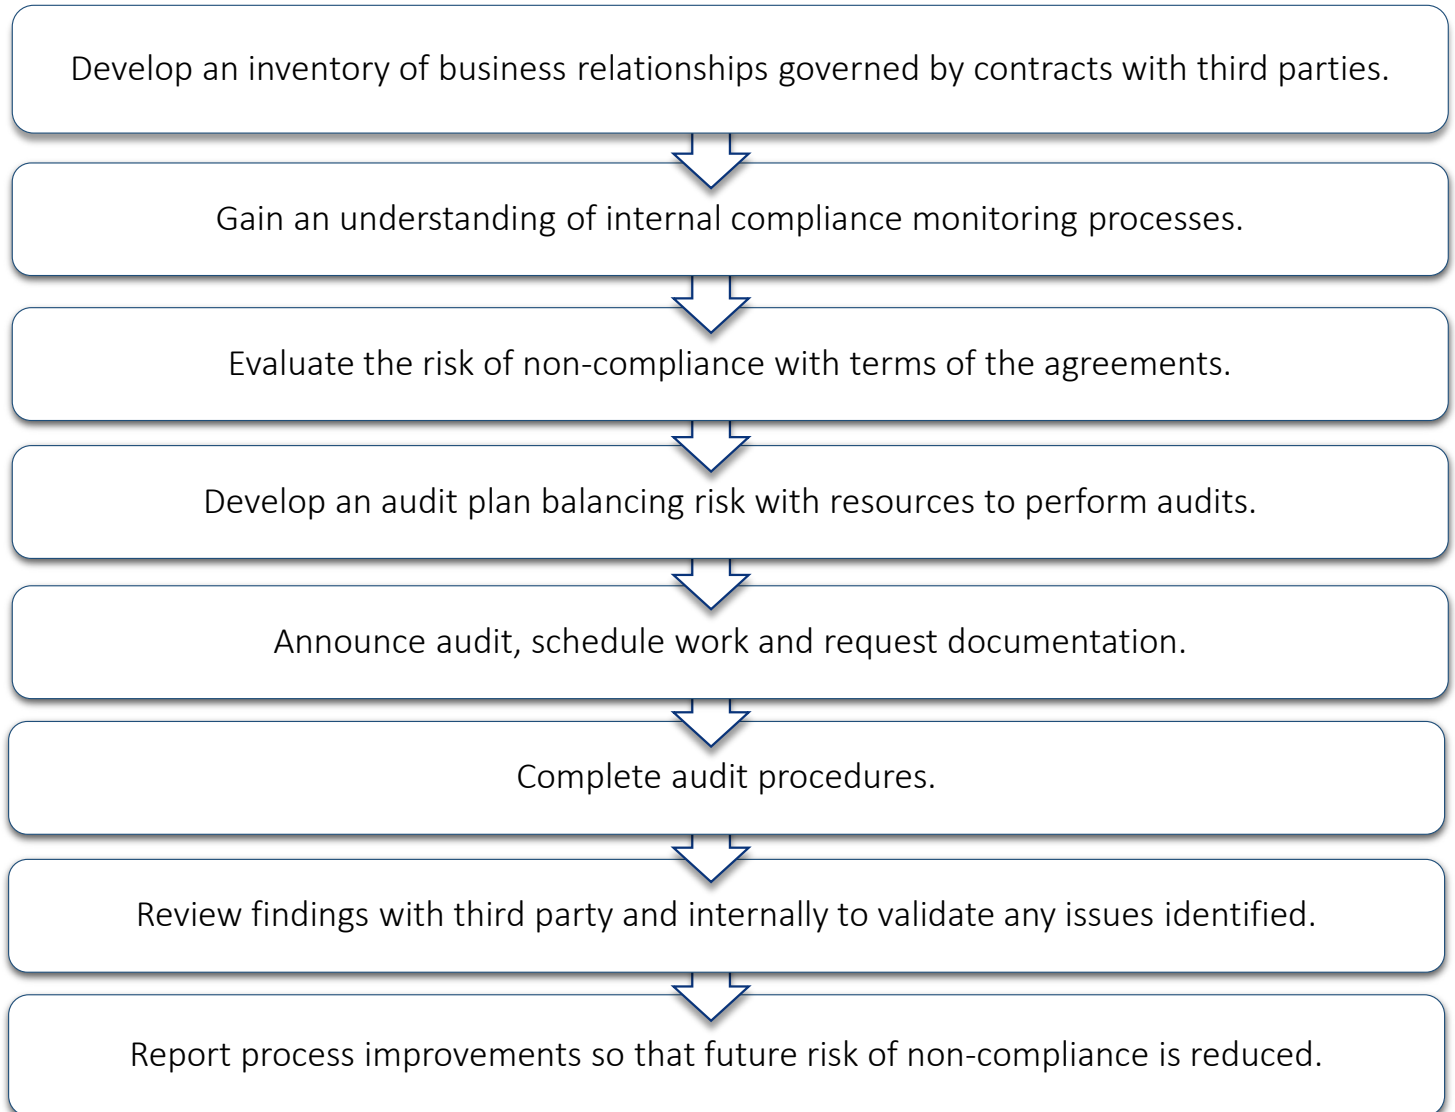 Develop an inventory of business relationships governed by contracts with third parties.
Gain an understanding of internal compliance monitoring processes.
Evaluate the risk of non-compliance with terms of the agreements.
Develop an audit plan balancing risk with resources to perform audits.
Announce audit, schedule work and request documentation.
Complete audit procedures.
Review findings with third party and internally to validate any issues identified.
Report process improvements so that future risk of non-compliance is reduced.